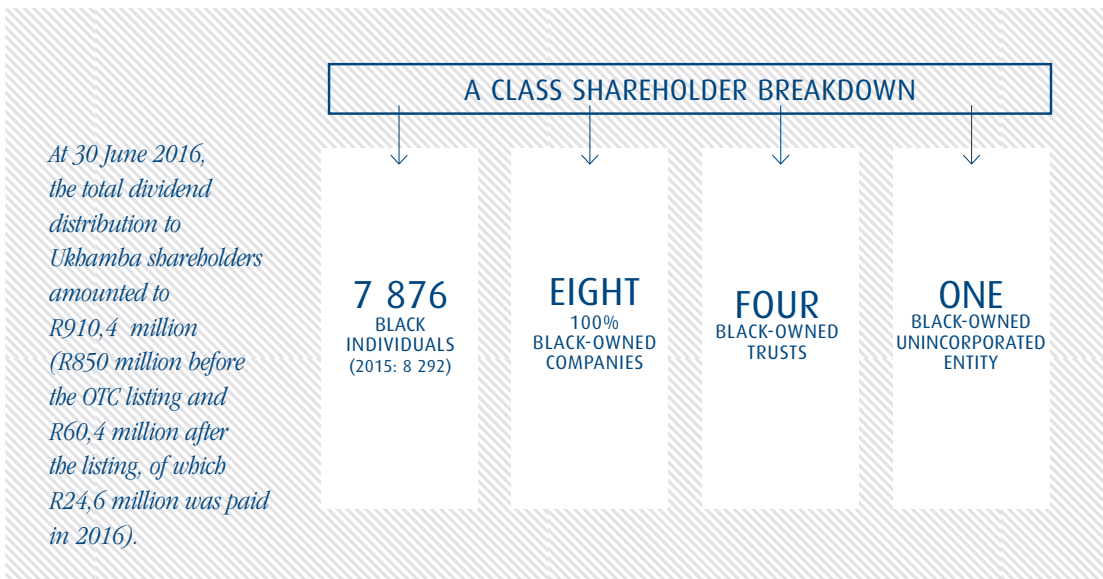 A CLASS SHAREHOLDER BREAKDOWN
At 30 June 2016,
the total dividend
distribution to
Ukhamba shareholders
amounted to
R910,4 million
(R850 million before
the OTC listing and
R60,4 million after
the listing, of which
R24,6 million was paid
in 2016).
7 876
BLACK
INDIVIDUALS
(2015: 8 292)
EIGHT
100%
BLACK-OWNED
COMPANIES
FOUR
BLACK-OWNED
TRUSTS
ONE
BLACK-OWNED
UNINCORPORATED
ENTITY